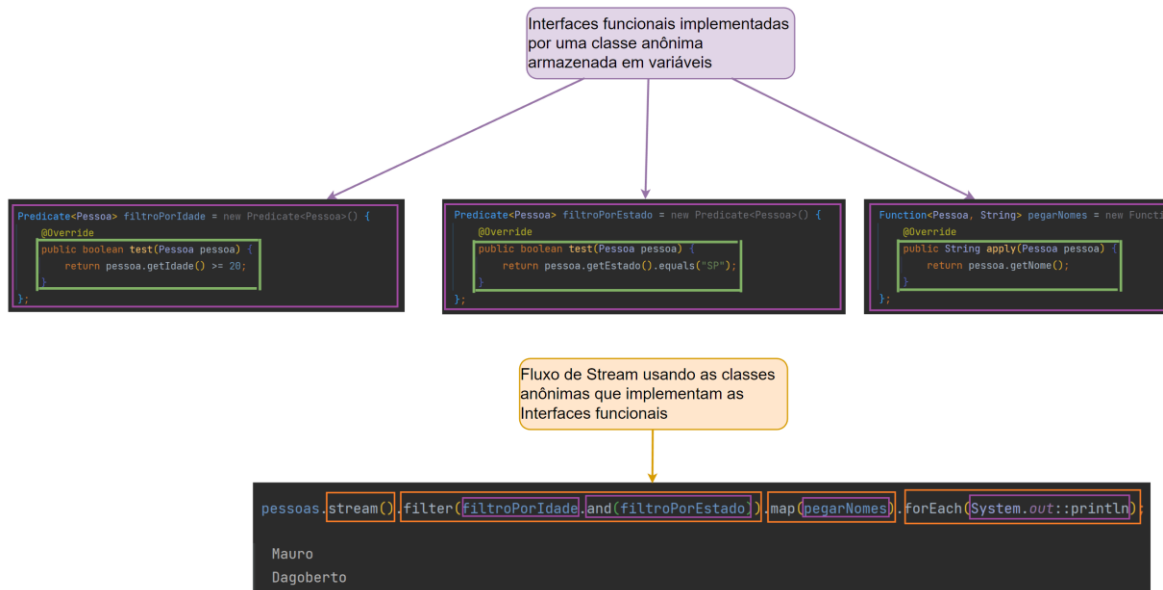 Interfaces funcionais implementadas
por uma classe anônima
armazenada em variáveis
Predicate<Pessoa> filtroPorIdade = new Predicate<Pessoa>() {
@Override
public boolean test(Pessoa pessoa) {
return pessoa.getIdade() >= 20;
}
};
Predicate<Pessoa> filtroPorEstado = new Predicate<Pessoa>() {
@Override
public boolean test(Pessoa pessoa) {
return pessoa.getEstado().equals("SP");
}
};
Function<Pessoa, String> pegarNomes = new Functi
@Override
public String apply(Pessoa pessoa) {
return pessoa.getNome();
}
};
Fluxo de Stream usando as classes
anônimas que implementam as
Interfaces funcionais
pessoas.stream().filter(filtroPorIdade.and(filtroPorEstado)).map(pegarNomes).forEach(System.out::println);
Mauro
Dagoberto